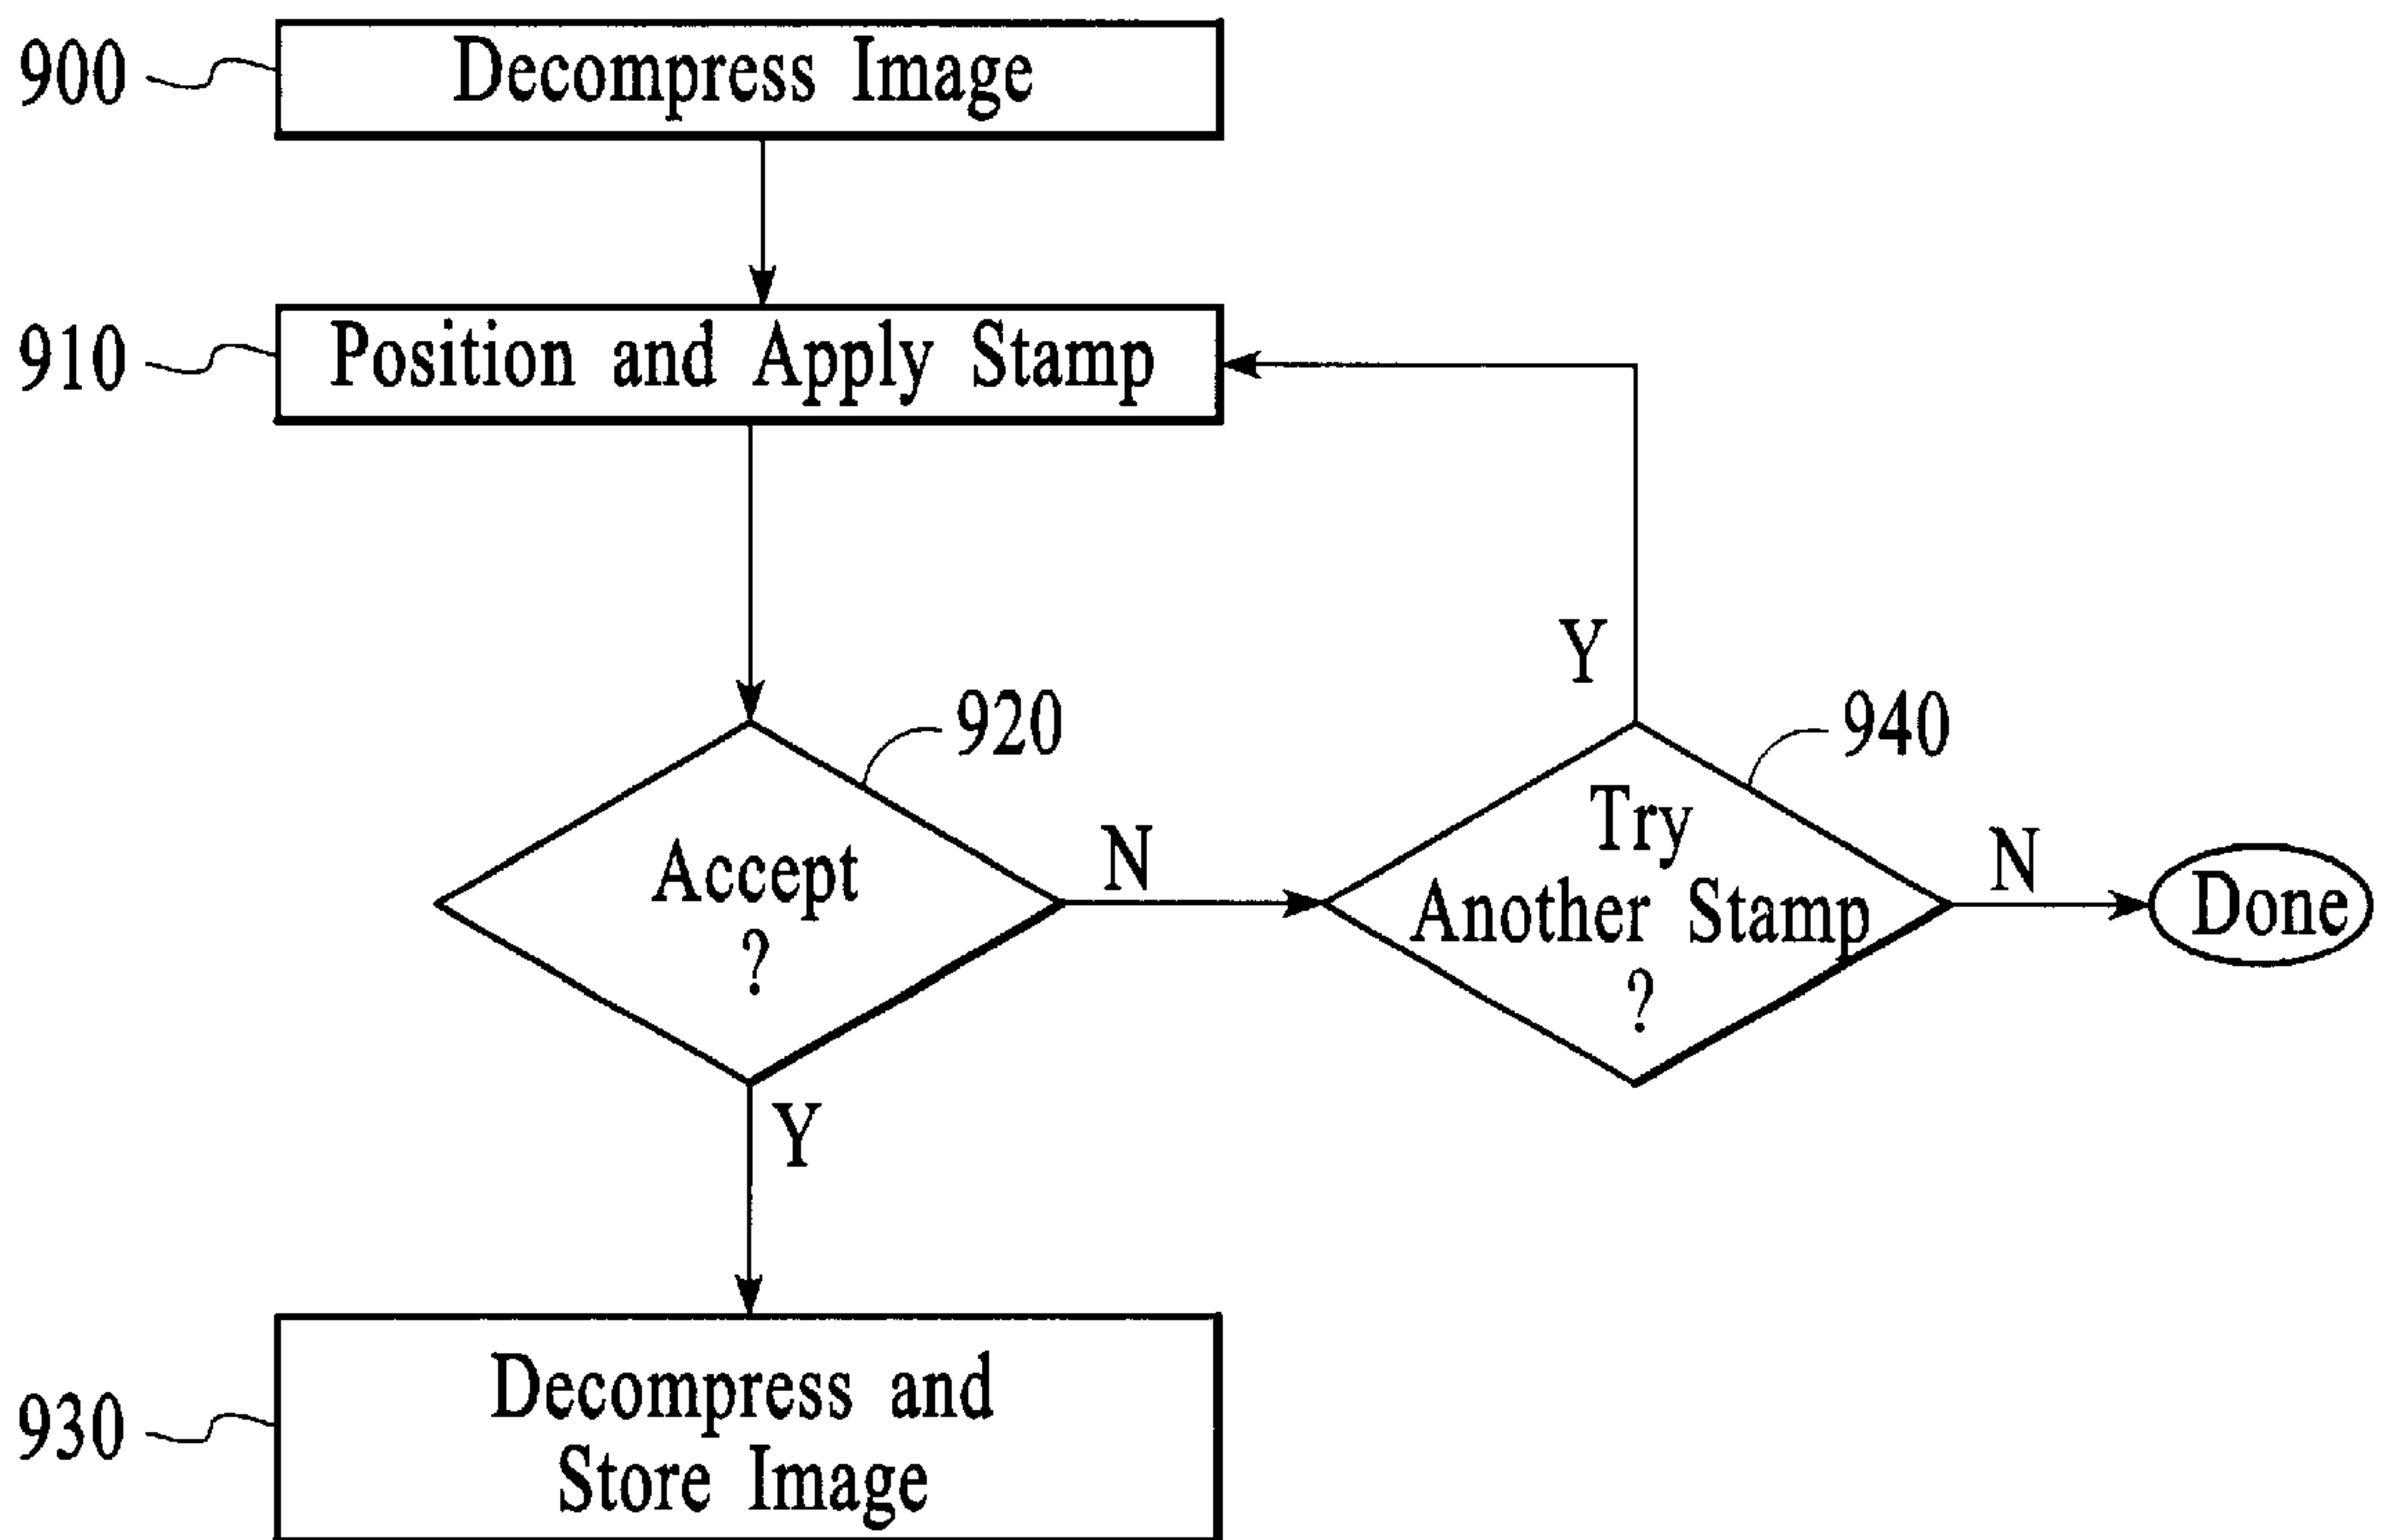 900
Decompress Image
910
Position and Apply Stamp
Y
920
940
Accept
?
N
Try
Another Stamp
?
N
Done
Y
930
Decompress and
Store Image